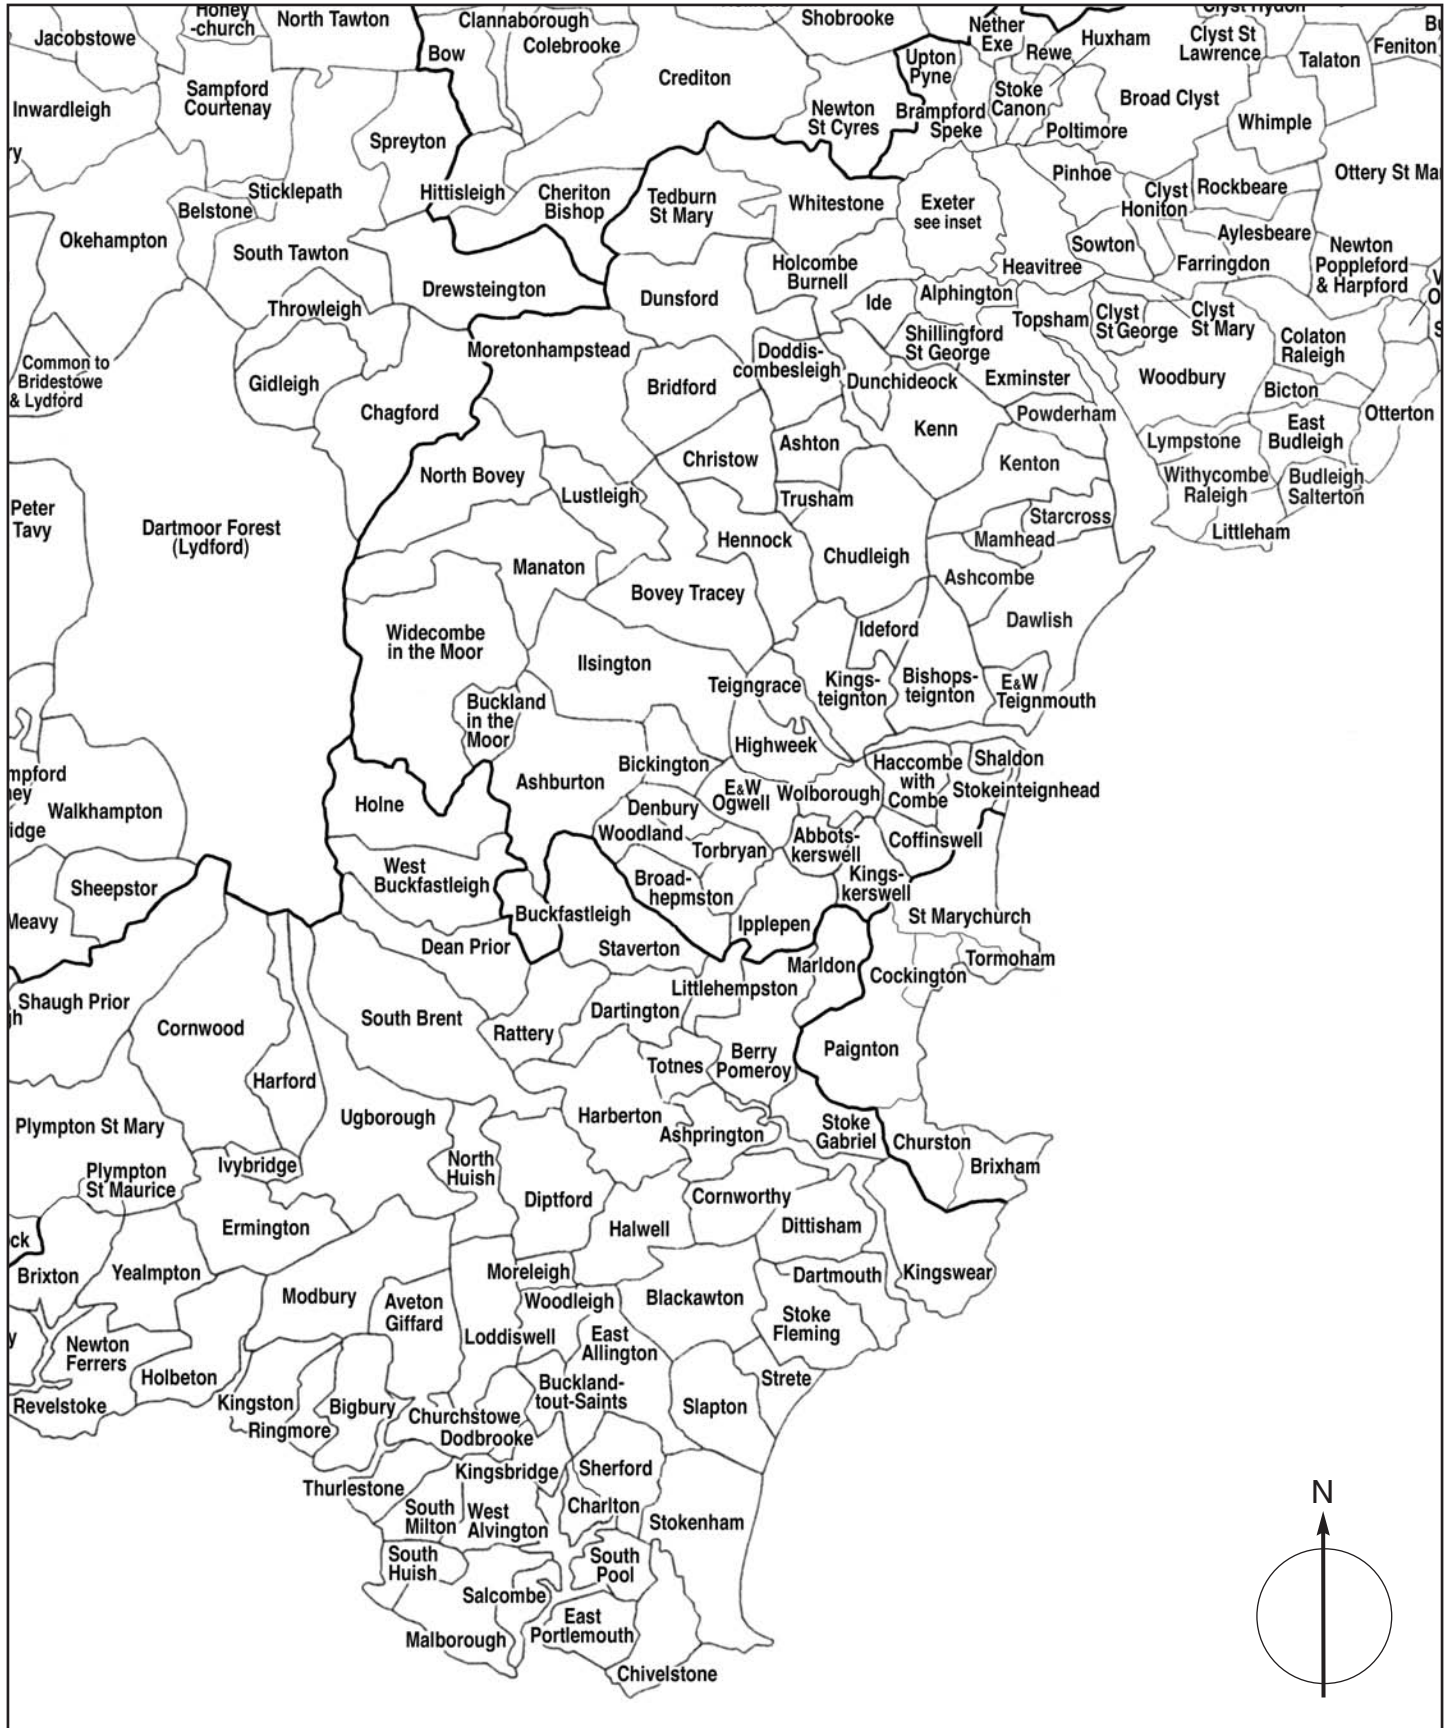 Honey
-church
North Tawton
Clannaborough
Shobrooke
Nether
Exe
Clyst Hydon
Jacobstowe
Bow
Colebrooke
Rewe
Huxham
Clyst St
Lawrence
Feniton
Crediton
Upton
Pyne
Talaton
Inwardleigh
Sampford
Courtenay
Stoke
Canon
Broad Clyst
Newton
St Cyres
Brampford
Speke
Whimple
Spreyton
Poltimore
Pinhoe
Ottery St Mar
Sticklepath
Hittisleigh
Cheriton
Bishop
Tedburn
St Mary
Whitestone
Exeter
see inset
Clyst
Honiton
Rockbeare
Belstone
Okehampton
South Tawton
Sowton
Aylesbeare
Newton
Poppleford
& Harpford
Holcombe
Burnell
Heavitree
Farringdon
Drewsteington
Dunsford
Ide
Alphington
Throwleigh
Topsham
Clyst
St George
Clyst
St Mary
Shillingford
St George
Colaton
Raleigh
Common to
Bridestowe
& Lydford
Moretonhampstead
Doddis-
combesleigh
Gidleigh
Bridford
Dunchideock
Exminster
Woodbury
Bicton
Chagford
Powderham
Otterton
Kenn
East
Budleigh
Ashton
Lympstone
Christow
Kenton
North Bovey
Withycombe
Raleigh
Budleigh
Salterton
Lustleigh
Trusham
Peter
Tavy
Dartmoor Forest
(Lydford)
Starcross
Mamhead
Littleham
Hennock
Chudleigh
Manaton
Ashcombe
Bovey Tracey
Dawlish
Ideford
Widecombe
in the Moor
Ilsington
Teigngrace
Kings-
teignton
Bishops-
teignton
E&W
Teignmouth
Buckland
in the
Moor
Highweek
Bickington
Haccombe
with
Combe
Shaldon
Ashburton
E&W
Ogwell
Wolborough
Stokeinteignhead
Holne
Walkhampton
Denbury
Woodland
Torbryan
Abbots-
kerswell
Coffinswell
West
Buckfastleigh
Sheepstor
Broad-
hepmston
Kings-
kerswell
Meavy
Buckfastleigh
Ipplepen
St Marychurch
Dean Prior
Staverton
Marldon
Tormoham
Cockington
Littlehempston
Shaugh Prior
Cornwood
South Brent
Rattery
Dartington
Paignton
Totnes
Berry
Pomeroy
Harford
Ugborough
Harberton
Plympton St Mary
Ashprington
Stoke
Gabriel
Churston
Brixham
North
Huish
Ivybridge
Plympton
St Maurice
Diptford
Cornworthy
Ermington
Halwell
Dittisham
Brixton
Yealmpton
Moreleigh
Dartmouth
Kingswear
Modbury
Aveton
Giffard
Woodleigh
Blackawton
Stoke
Fleming
Loddiswell
East
Allington
Newton
Ferrers
Holbeton
Strete
Buckland-
tout-Saints
Revelstoke
Kingston
Bigbury
Slapton
Ringmore
Churchstowe
Dodbrooke
Kingsbridge
Sherford
Thurlestone
South
Milton
West
Alvington
Charlton
Stokenham
N
South
Huish
South
Pool
Salcombe
East
Portlemouth
Malborough
Chivelstone